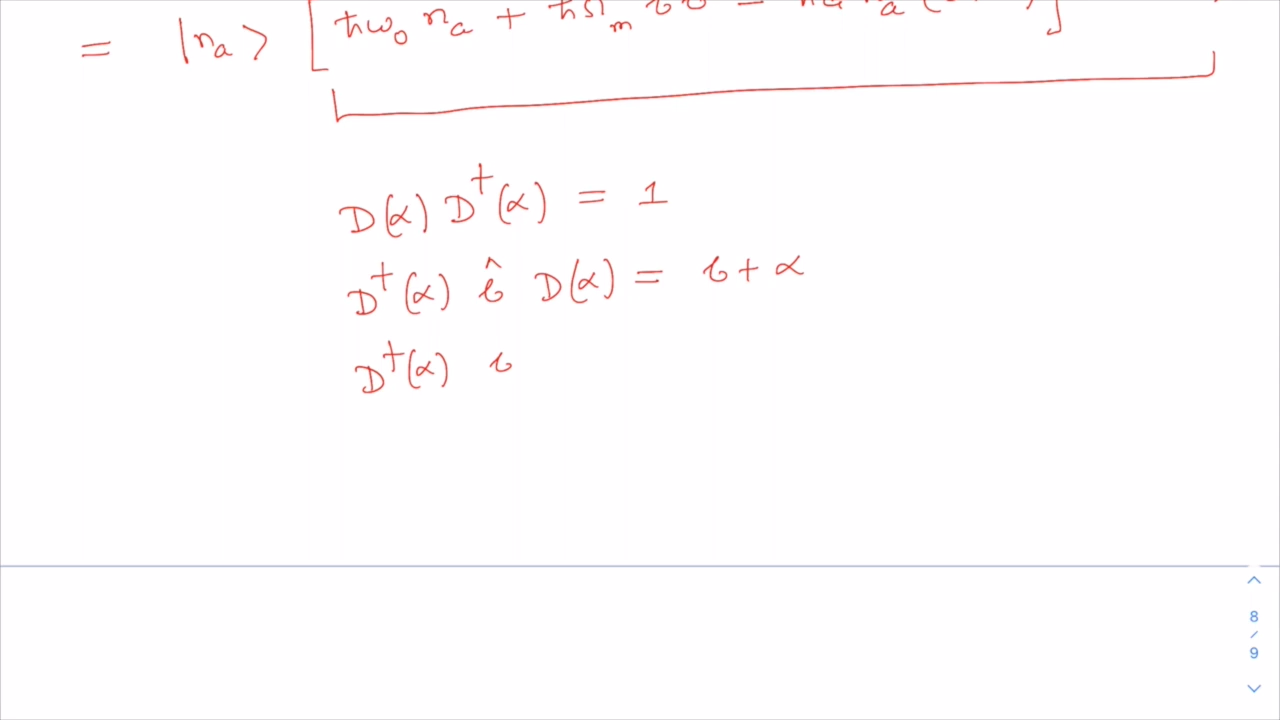 = |n_a> [ħω_0 n_a + ħΩ_m
D(α) D†(α) = 1
D†(α) b̂ D(α) = b + α
D†(α) b
8
/
9